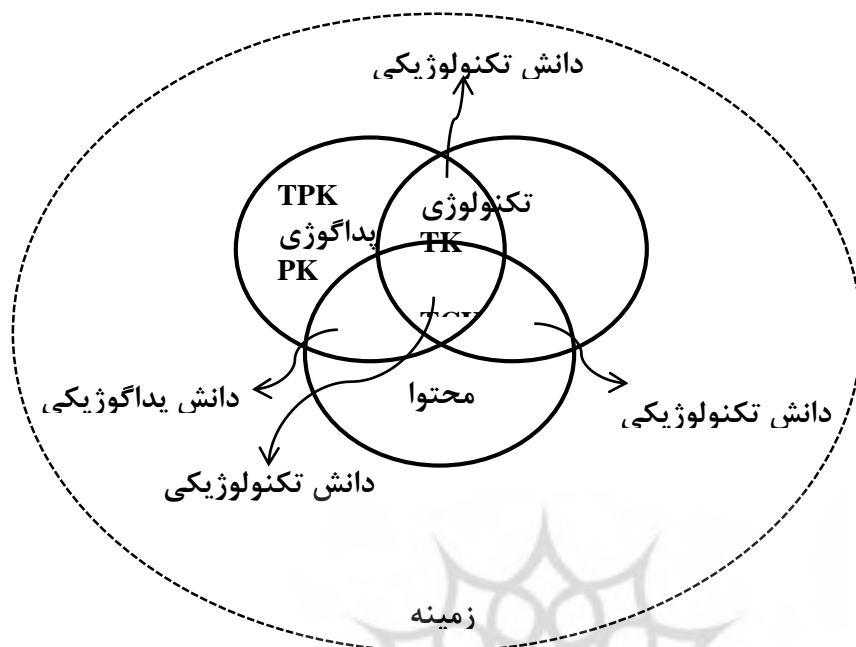 دانش تکنولوژیکی
TPK
پداگوژی
PK
تکنولوژی
TK
محتوا
دانش پداگوژیکی
دانش تکنولوژیکی
دانش تکنولوژیکی
زمینه